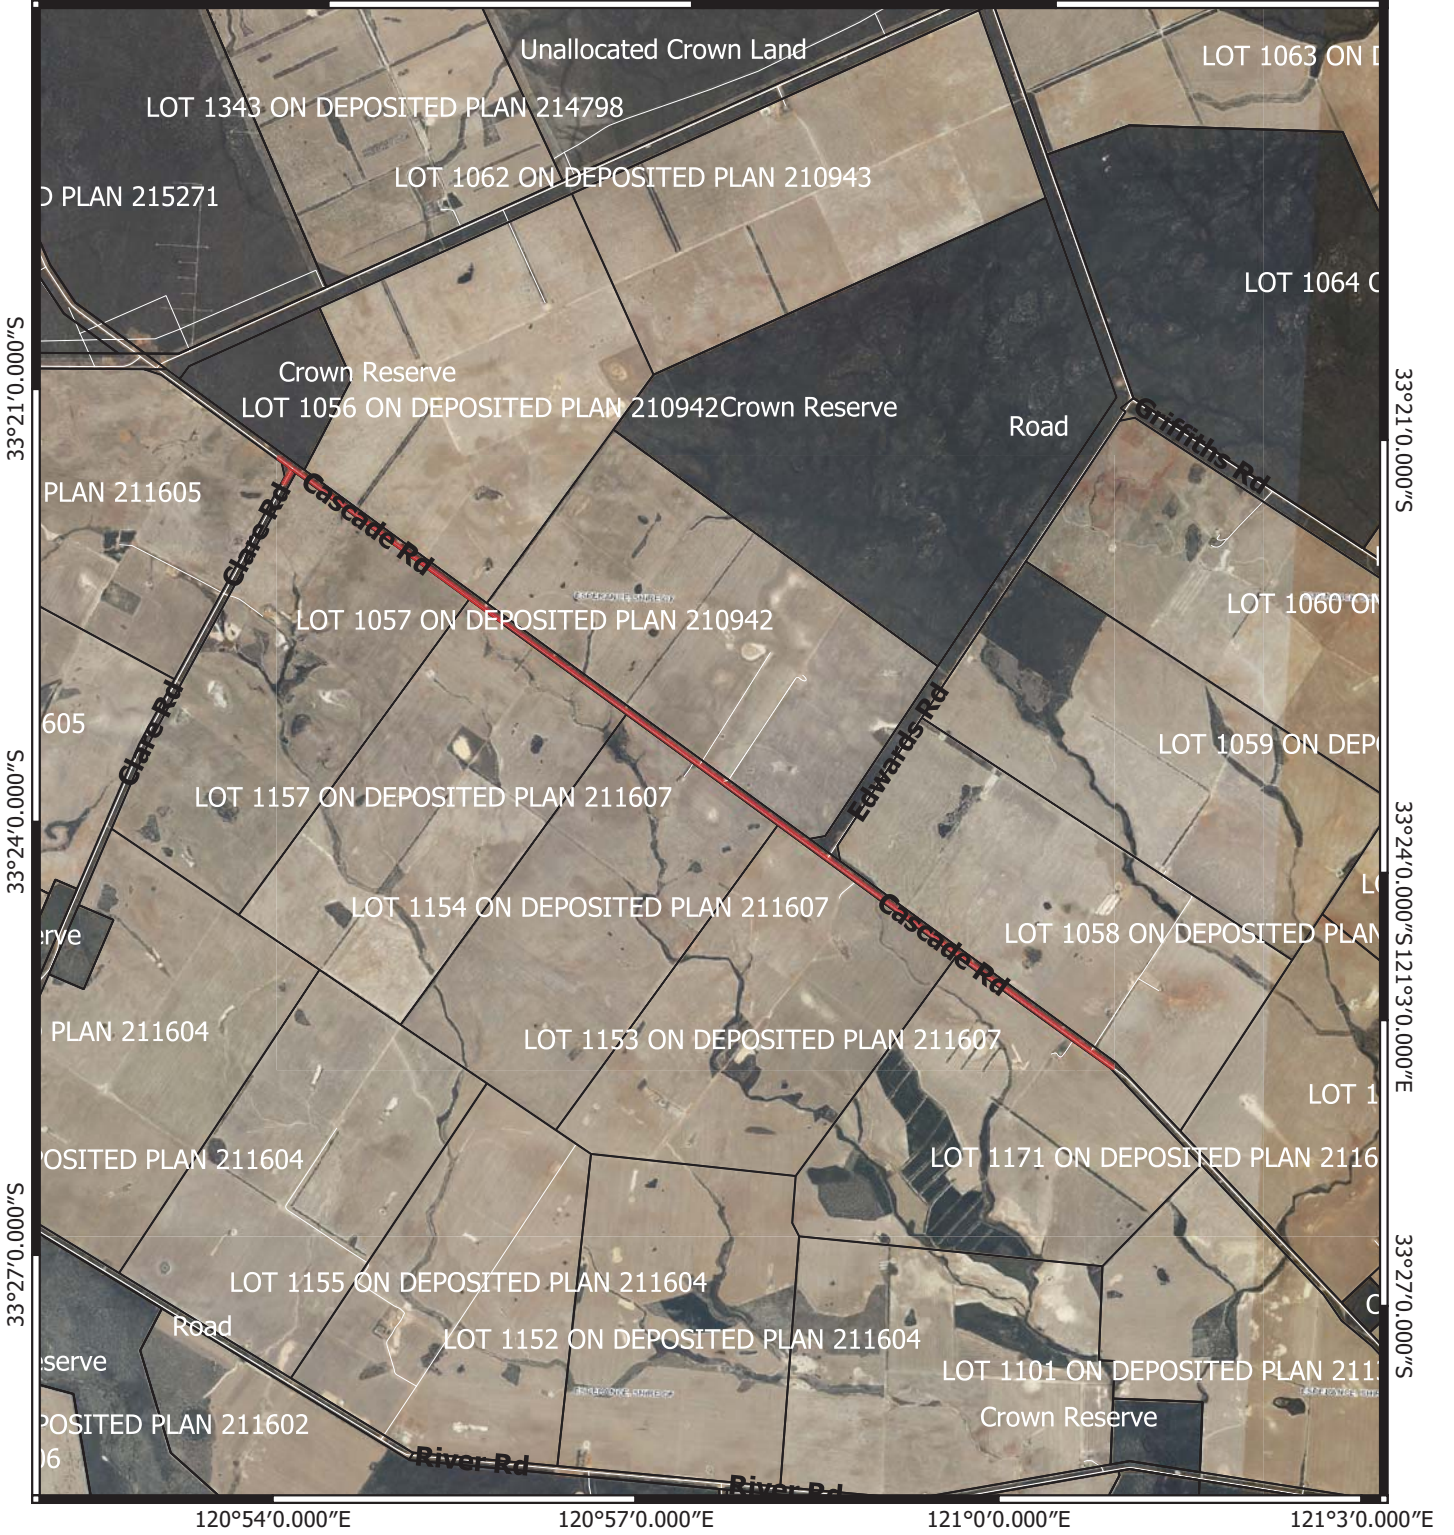 Unallocated Crown Land
LOT 1063 ON D
LOT 1343 ON DEPOSITED PLAN 214798
LOT 1062 ON DEPOSITED PLAN 210943
D PLAN 215271
LOT 1064 O
Crown Reserve
LOT 1056 ON DEPOSITED PLAN 210942
Crown Reserve
Road
Griffiths Rd
33°21'0.000"S
33°21'0.000"S
PLAN 211605
Clare Rd
Cascade Rd
ESPERANCE, SHIRE OF
LOT 1060 ON
LOT 1057 ON DEPOSITED PLAN 210942
605
Clare Rd
Edwards Rd
LOT 1059 ON DEPO
LOT 1157 ON DEPOSITED PLAN 211607
33°24'0.000"S
33°24'0.000"S
LO
LOT 1154 ON DEPOSITED PLAN 211607
Cascade Rd
LOT 1058 ON DEPOSITED PLAN
erve
121°3'0.000"E
PLAN 211604
LOT 1153 ON DEPOSITED PLAN 211607
LOT 1
POSITED PLAN 211604
LOT 1171 ON DEPOSITED PLAN 2116
33°27'0.000"S
33°27'0.000"S
LOT 1155 ON DEPOSITED PLAN 211604
C
Road
LOT 1152 ON DEPOSITED PLAN 211604
eserve
LOT 1101 ON DEPOSITED PLAN 211
ESPERANCE, SHIRE OF
POSITED PLAN 211602
Crown Reserve
06
River Rd
River Rd
120°54'0.000"E
120°57'0.000"E
121°0'0.000"E
121°3'0.000"E